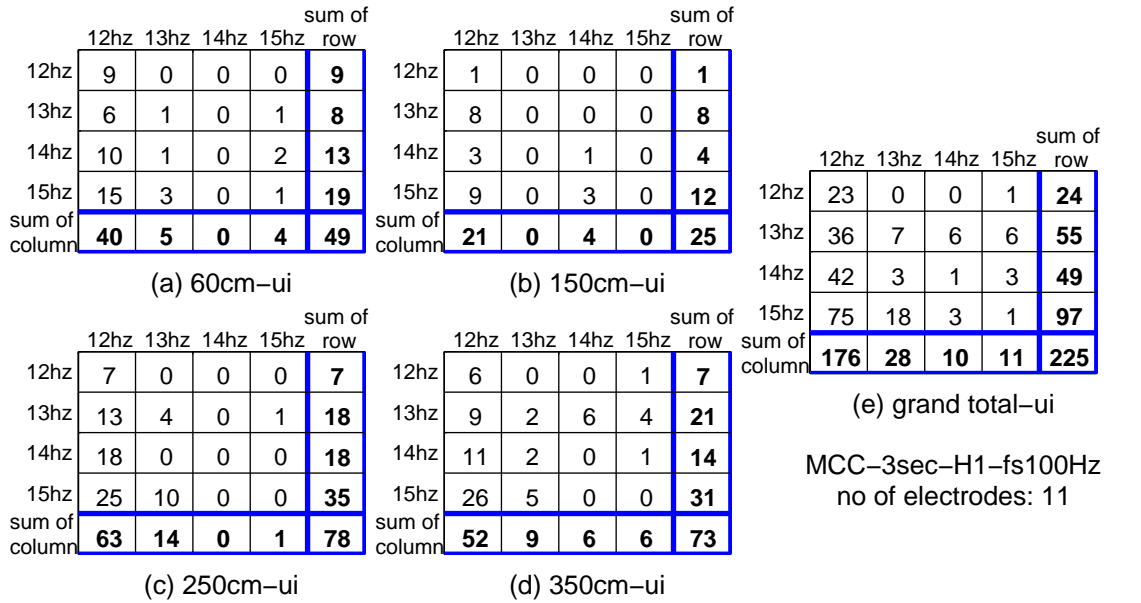 sum of
12hz 13hz 14hz 15hz row
12hz 9 0 0 0 9
13hz 6 1 0 1 8
14hz 10 1 0 2 13
15hz 15 3 0 1 19
sum of
column 40 5 0 4 49
(a) 60cm−ui
sum of
12hz 13hz 14hz 15hz row
12hz 1 0 0 0 1
13hz 8 0 0 0 8
14hz 3 0 1 0 4
15hz 9 0 3 0 12
sum of
column 21 0 4 0 25
(b) 150cm−ui
sum of
12hz 13hz 14hz 15hz row
12hz 7 0 0 0 7
13hz 13 4 0 1 18
14hz 18 0 0 0 18
15hz 25 10 0 0 35
sum of
column 63 14 0 1 78
(c) 250cm−ui
sum of
12hz 13hz 14hz 15hz row
12hz 6 0 0 1 7
13hz 9 2 6 4 21
14hz 11 2 0 1 14
15hz 26 5 0 0 31
sum of
column 52 9 6 6 73
(d) 350cm−ui
sum of
12hz 13hz 14hz 15hz row
12hz 23 0 0 1 24
13hz 36 7 6 6 55
14hz 42 3 1 3 49
15hz 75 18 3 1 97
sum of
column 176 28 10 11 225
(e) grand total−ui
MCC−3sec−H1−fs100Hz
no of electrodes: 11